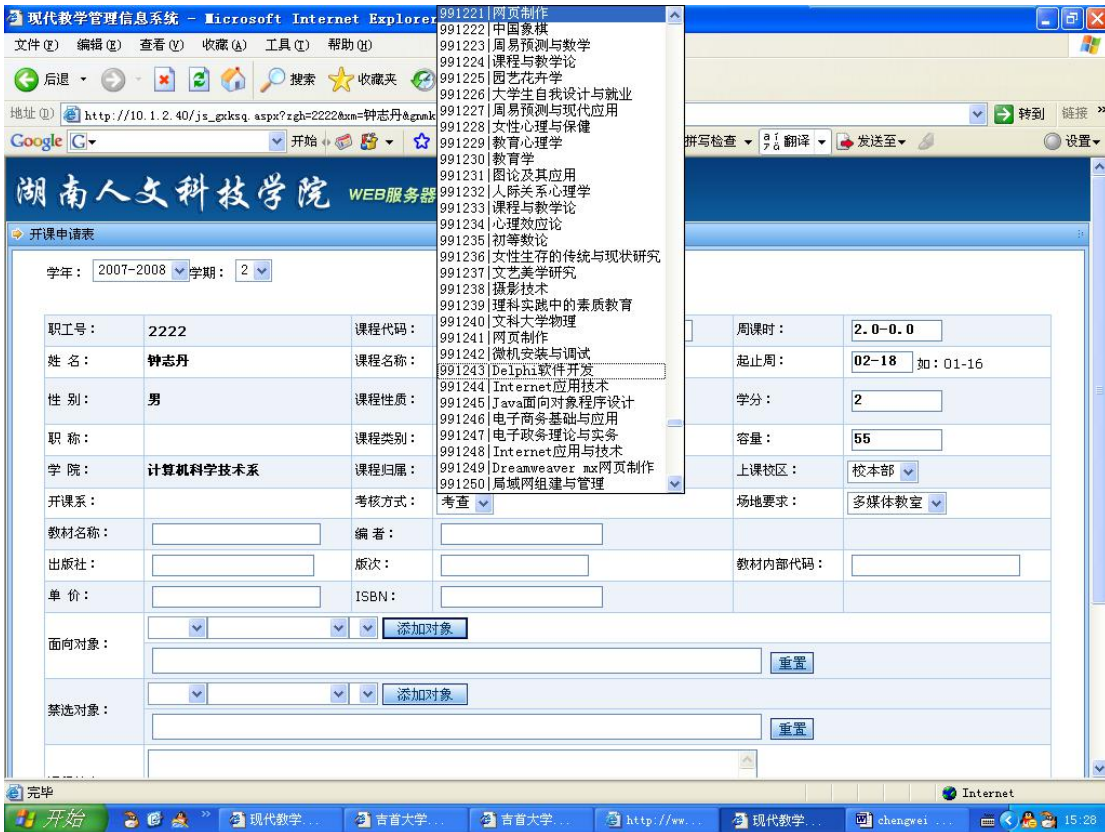 现代教学管理信息系统 - Microsoft Internet Explorer
文件(F) 编辑(E) 查看(V) 收藏(A) 工具(T) 帮助(H)
后退 搜索 收藏夹
地址(D) http://10.1.2.40/js_gxksq.aspx?zgh=2222&xm=钟志丹&gnmk 转到 链接 »
Google G 开始 拼写检查 翻译 发送至 设置
湖南人文科技学院 WEB服务器
开课申请表
991221|网页制作
991222|中国象棋
991223|周易预测与数学
991224|课程与教学论
991225|园艺花卉学
991226|大学生自我设计与就业
991227|周易预测与现代应用
991228|女性心理与保健
991229|教育心理学
991230|教育学
991231|图论及其应用
991232|人际关系心理学
991233|课程与教学论
991234|心理效应论
991235|初等数论
991236|女性生存的传统与现状研究
991237|文艺美学研究
991238|摄影技术
991239|理科实践中的素质教育
991240|文科大学物理
991241|网页制作
991242|微机安装与调试
991243|Delphi软件开发
991244|Internet应用技术
991245|Java面向对象程序设计
991246|电子商务基础与应用
991247|电子政务理论与实务
991248|Internet应用与技术
991249|Dreamweaver mx网页制作
991250|局域网组建与管理
学年： 2007-2008 学期： 2
职工号： 2222 课程代码： 周课时： 2.0-0.0
姓 名： 钟志丹 课程名称： 起止周： 02-18 如：01-16
性 别： 男 课程性质： 学分： 2
职 称： 课程类别： 容量： 55
学 院： 计算机科学技术系 课程归属： 上课校区： 校本部
开课系： 考核方式： 考查 场地要求： 多媒体教室
教材名称： 编 者：
出版社： 版次： 教材内部代码：
单 价： ISBN：
面向对象： 添加对象
重置
禁选对象： 添加对象
重置
完毕 Internet
开始 » 现代教学... 吉首大学... 吉首大学... http://ww... 现代教学... chengwei ... 15:28